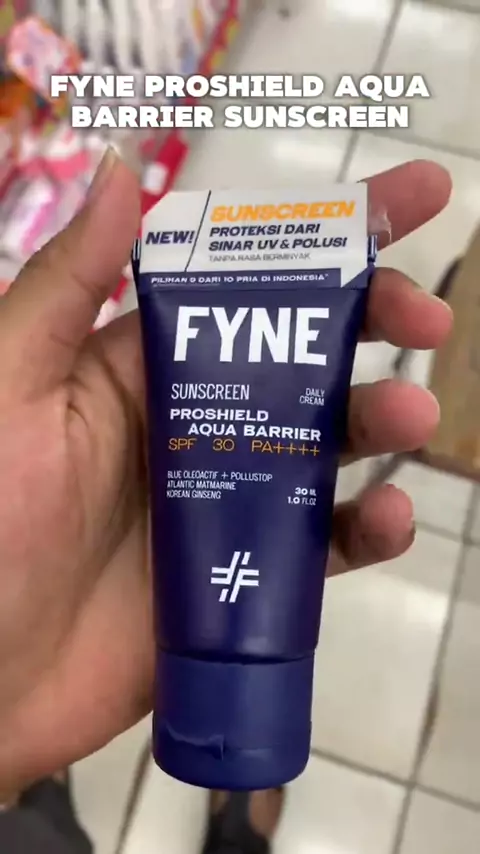 FYNE PROSHIELD AQUA
BARRIER SUNSCREEN
NEW!
SUNSCREEN
PROTEKSI DARI
SINAR UV & POLUSI
TANPA RASA BERMINYAK
PILIHAN 9 DARI 10 PRIA DI INDONESIA*
FYNE
SUNSCREEN
DAILY
CREAM
PROSHIELD
AQUA BARRIER
SPF 30 PA++++
BLUE OLEOACTIF + POLLUSTOP
ATLANTIC MATMARINE
KOREAN GINSENG
30 ML
1.0 FL OZ